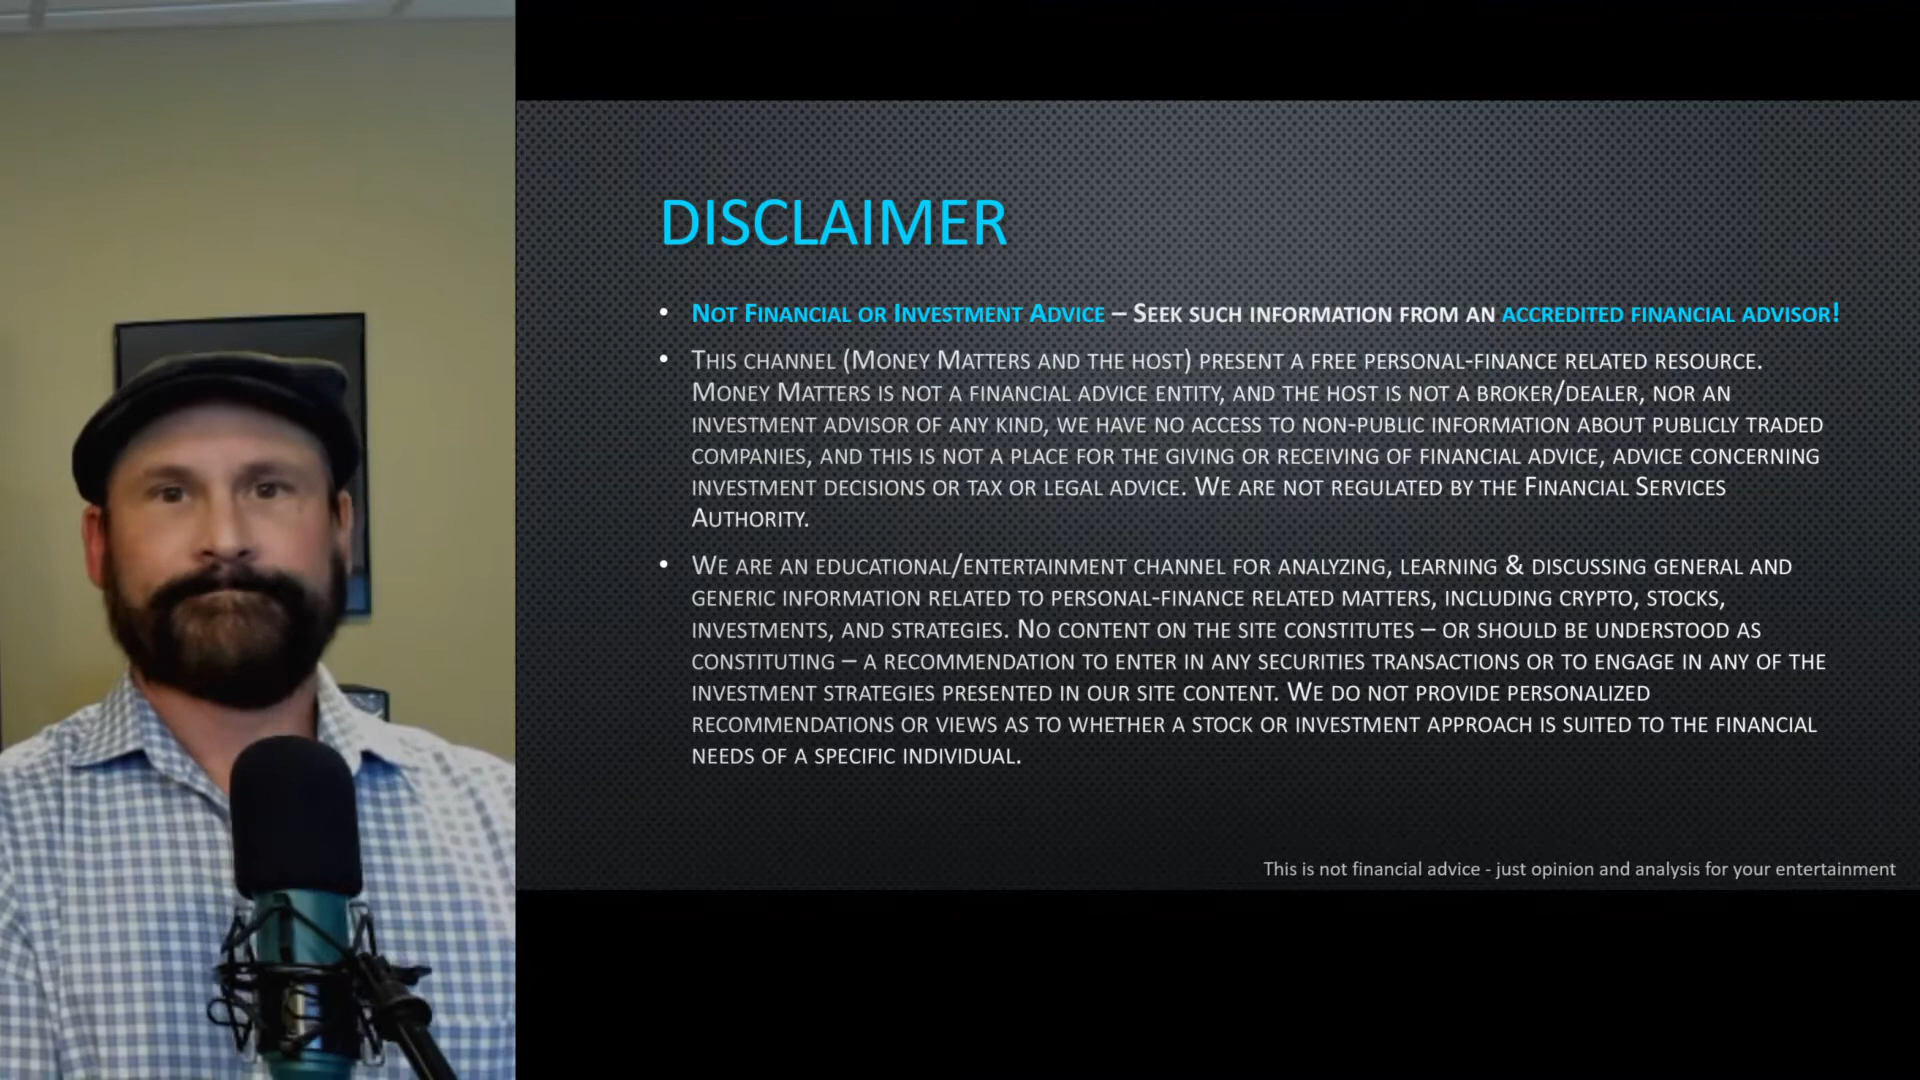 DISCLAIMER
• Not Financial or Investment Advice – Seek such information from an accredited financial advisor!
• This channel (Money Matters and the host) present a free personal-finance related resource.
Money Matters is not a financial advice entity, and the host is not a broker/dealer, nor an
investment advisor of any kind, we have no access to non-public information about publicly traded
companies, and this is not a place for the giving or receiving of financial advice, advice concerning
investment decisions or tax or legal advice. We are not regulated by the Financial Services
Authority.
• We are an educational/entertainment channel for analyzing, learning & discussing general and
generic information related to personal-finance related matters, including crypto, stocks,
investments, and strategies. No content on the site constitutes – or should be understood as
constituting – a recommendation to enter in any securities transactions or to engage in any of the
investment strategies presented in our site content. We do not provide personalized
recommendations or views as to whether a stock or investment approach is suited to the financial
needs of a specific individual.
This is not financial advice - just opinion and analysis for your entertainment